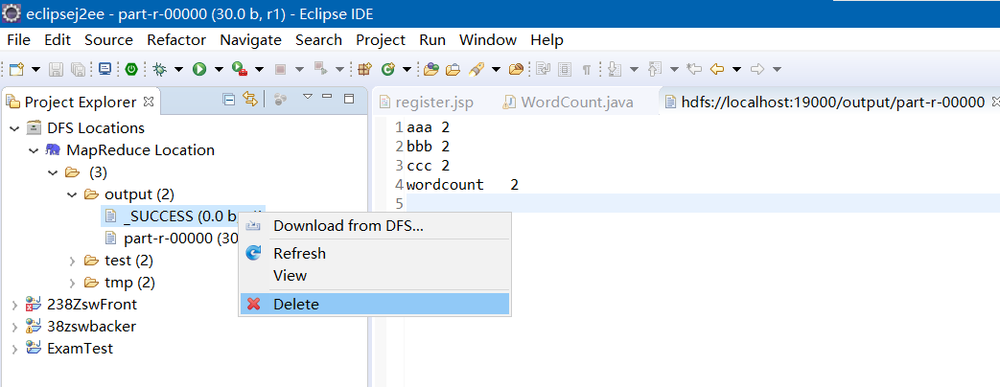 eclipsej2ee - part-r-00000 (30.0 b, r1) - Eclipse IDE
File Edit Source Refactor Navigate Search Project Run Window Help
Project Explorer
register.jsp WordCount.java hdfs://localhost:19000/output/part-r-00000
DFS Locations
MapReduce Location
(3)
output (2)
_SUCCESS (0.0 b
part-r-00000 (30
test (2)
tmp (2)
238ZswFront
38zswbacker
ExamTest
1 aaa 2
2 bbb 2
3 ccc 2
4 wordcount 2
5
Download from DFS...
Refresh
View
Delete